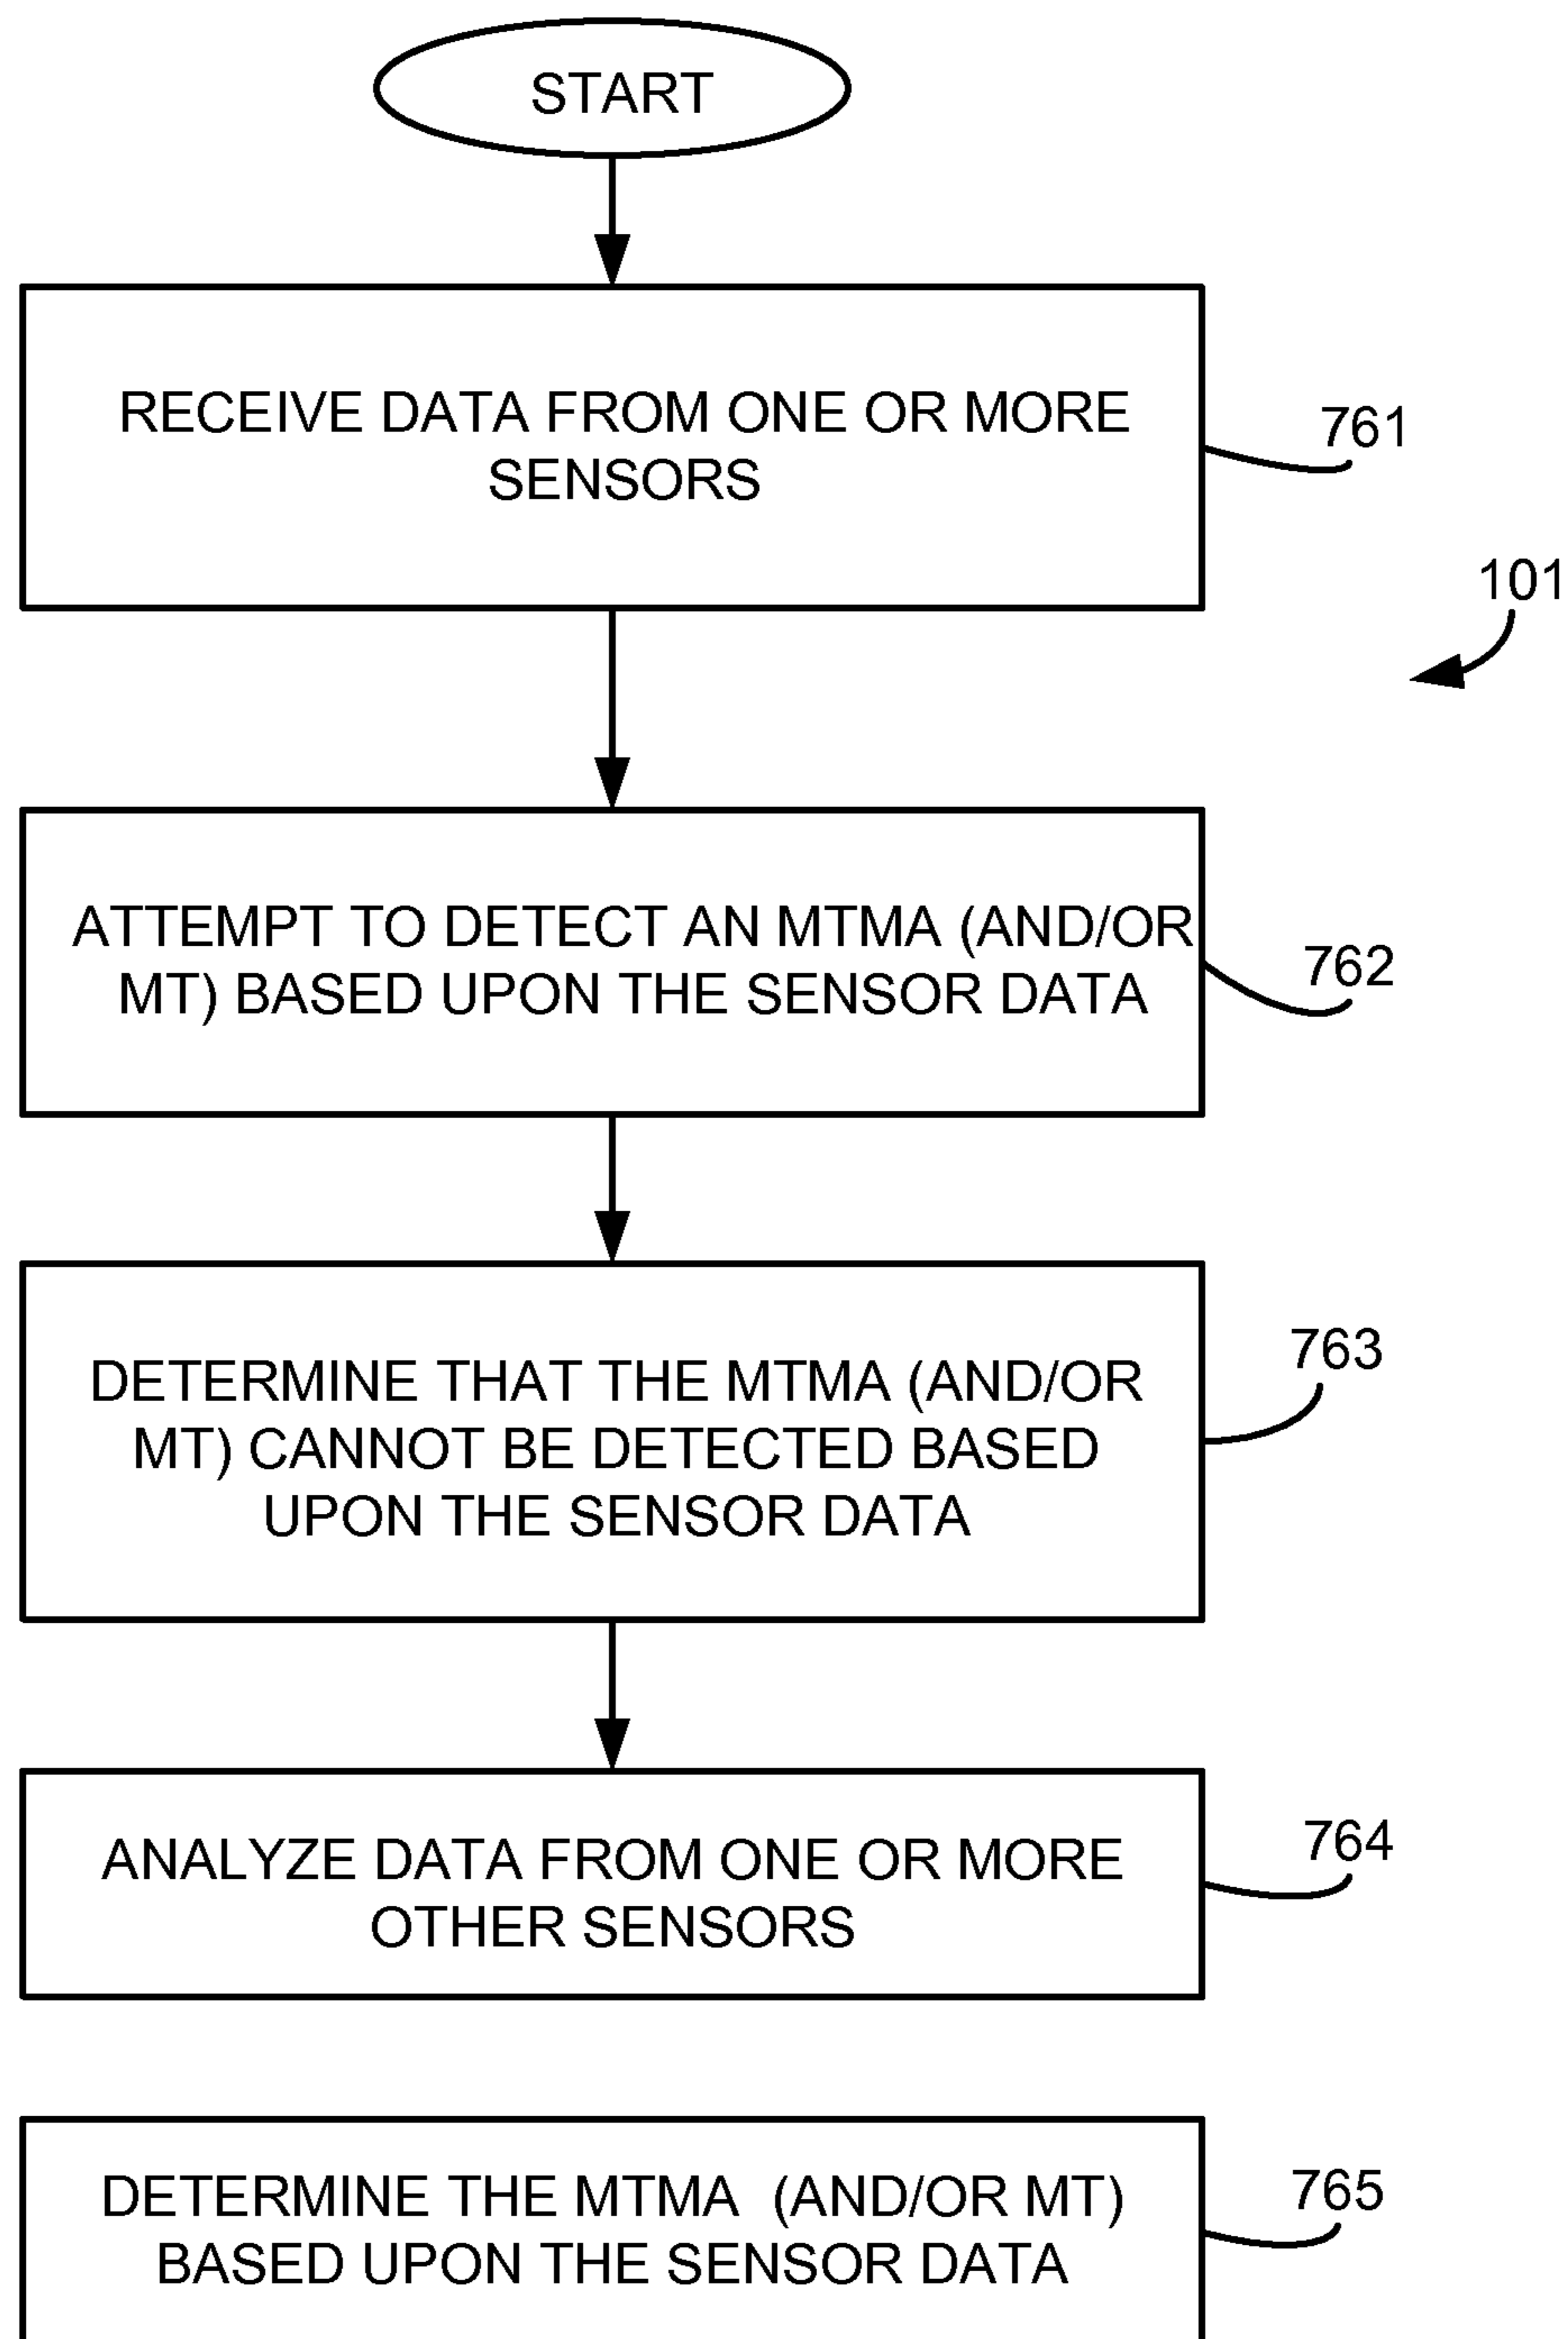 START
RECEIVE DATA FROM ONE OR MORE
SENSORS
761
101
ATTEMPT TO DETECT AN MTMA (AND/OR
MT) BASED UPON THE SENSOR DATA
762
DETERMINE THAT THE MTMA (AND/OR
MT) CANNOT BE DETECTED BASED
UPON THE SENSOR DATA
763
ANALYZE DATA FROM ONE OR MORE
OTHER SENSORS
764
DETERMINE THE MTMA (AND/OR MT)
BASED UPON THE SENSOR DATA
765